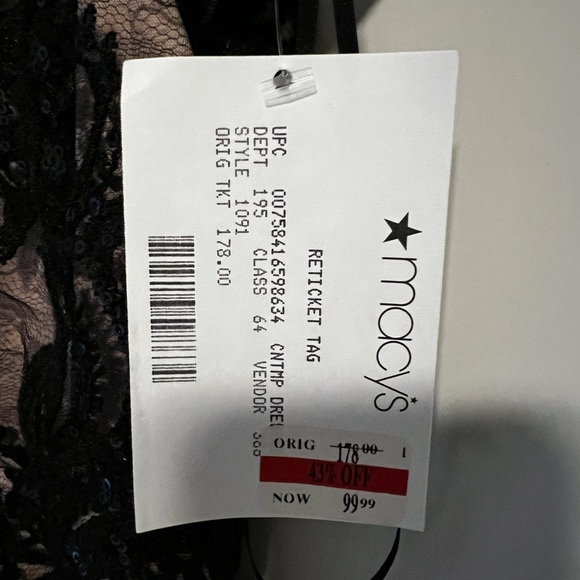 ★macy's
RETICKET TAG
UPC 00758416598634 CNTMP
DEPT 195 CLASS 64 VENDOR
STYLE 1091
ORIG TKT 178.00
ORIG 178 00 1
43% OFF
NOW 99 99